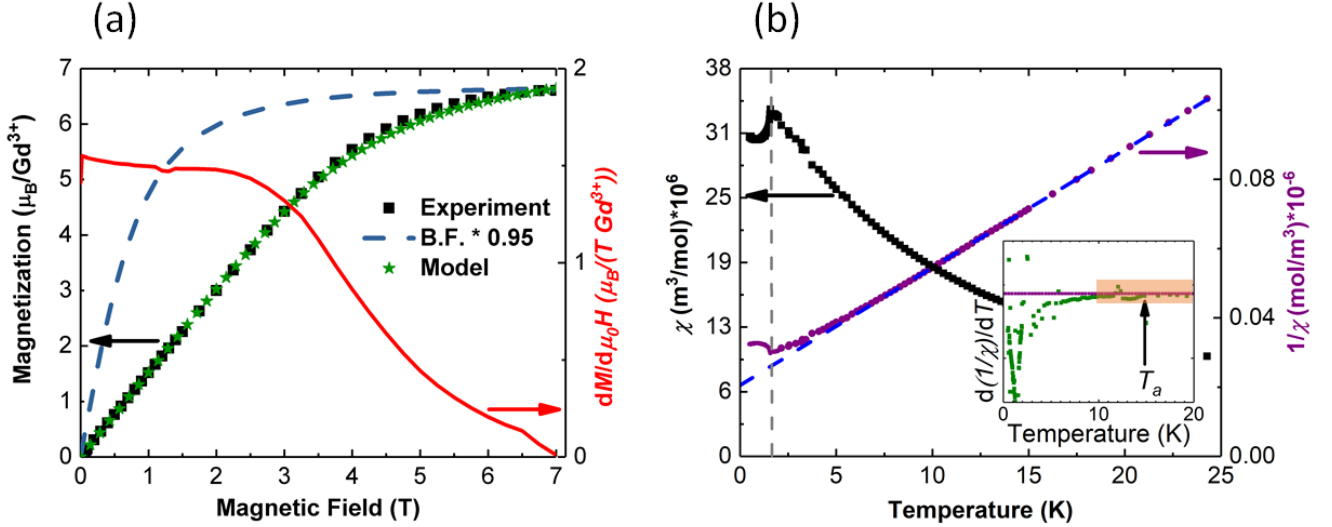 (a)
7
6
5
4
3
2
1
0
Magnetization (μB/Gd³⁺)
0
1
2
3
4
5
6
7
Magnetic Field (T)
2
1
0
dM/dμ₀H (μB/(T Gd³⁺))
Experiment
B.F. * 0.95
Model
(b)
38
31
25
19
13
6
0
χ (m³/mol)*10⁶
0
5
10
15
20
25
Temperature (K)
0.08
0.04
0.00
1/χ (mol/m³)*10⁻⁶
d(1/χ)/dT
Tₐ
0
10
20
Temperature (K)